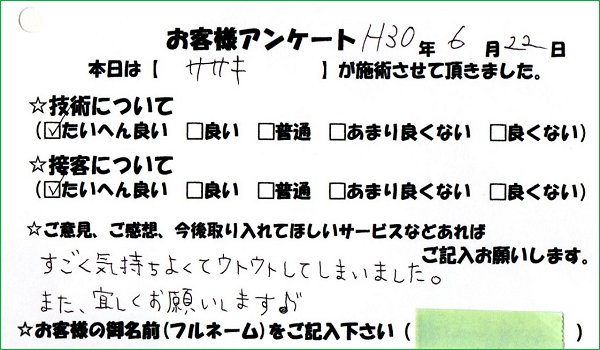 お客様アンケート H30年 6月 22日
本日は【 ササキ 】が施術させて頂きました。
☆技術について
(☑たいへん良い □良い □普通 □あまり良くない □良くない)
☆接客について
(☑たいへん良い □良い □普通 □あまり良くない □良くない)
☆ご意見、ご感想、今後取り入れてほしいサービスなどあれば
ご記入お願いします。
すごく気持ちよくてウトウトしてしまいました。
また、宜しくお願いします♪
☆お客様の御名前(フルネーム)をご記入下さい( )